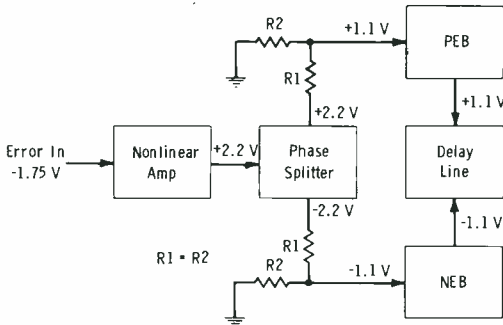 R2
+1.1 V
PEB
R1
+2.2 V
+1.1 V
Error In
-1.75 V
Nonlinear
Amp
+2.2 V
Phase
Splitter
Delay
Line
-2.2 V
-1.1 V
R1
R1 = R2
R2
-1.1 V
NEB